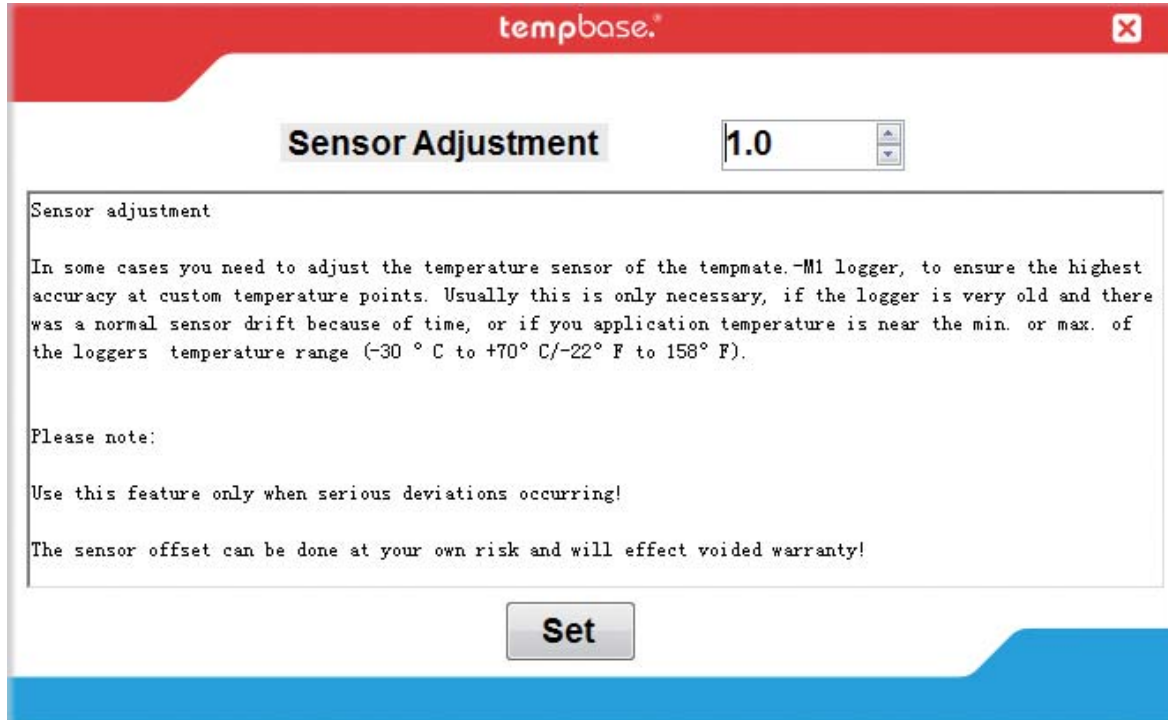 tempbase.®
Sensor Adjustment 1.0
Sensor adjustment
In some cases you need to adjust the temperature sensor of the tempmate.-M1 logger, to ensure the highest
accuracy at custom temperature points. Usually this is only necessary, if the logger is very old and there
was a normal sensor drift because of time, or if you application temperature is near the min. or max. of
the loggers  temperature range (-30 ° C to +70° C/-22° F to 158° F).
Please note:
Use this feature only when serious deviations occurring!
The sensor offset can be done at your own risk and will effect voided warranty!
Set